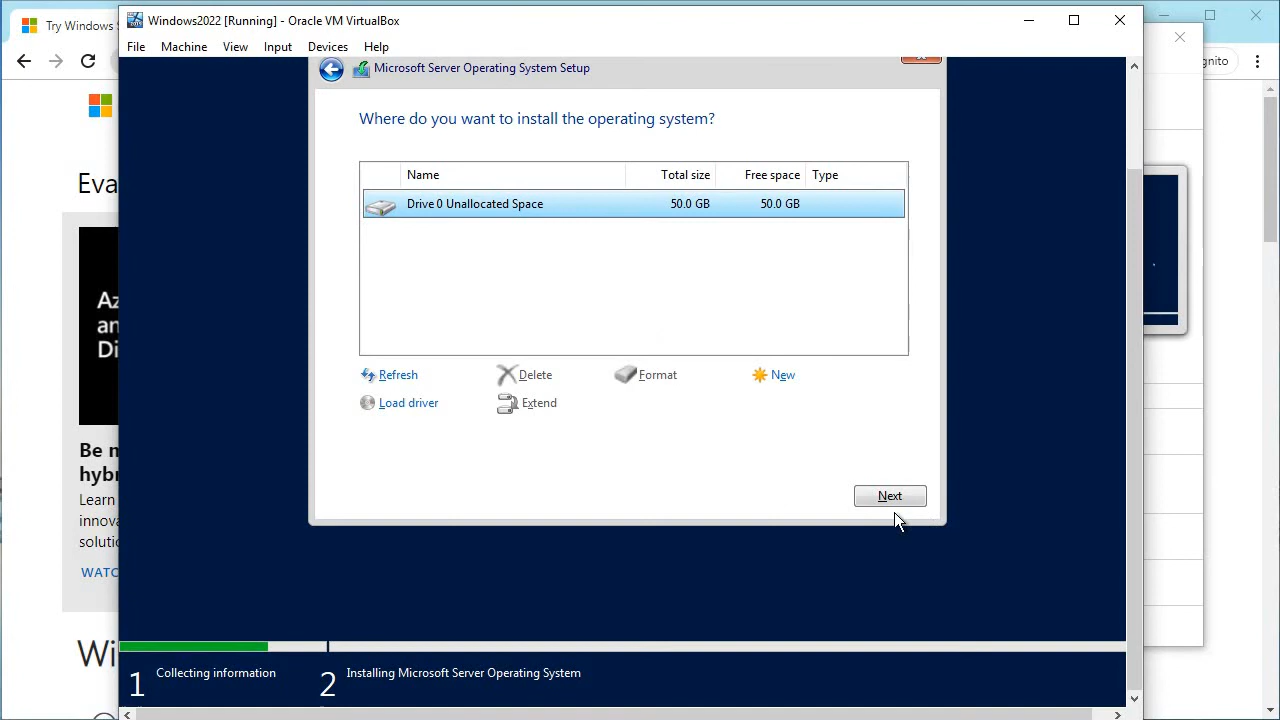 Try Windows S
Windows2022 [Running] - Oracle VM VirtualBox
File Machine View Input Devices Help
gnito
Microsoft Server Operating System Setup
Where do you want to install the operating system?
Name Total size Free space Type
Drive 0 Unallocated Space 50.0 GB 50.0 GB
Refresh Delete Format New
Load driver Extend
Next
Eva
Az
an
Di
Be m
hybr
Learn
innova
solutio
WATC
Wi
1 Collecting information 2 Installing Microsoft Server Operating System